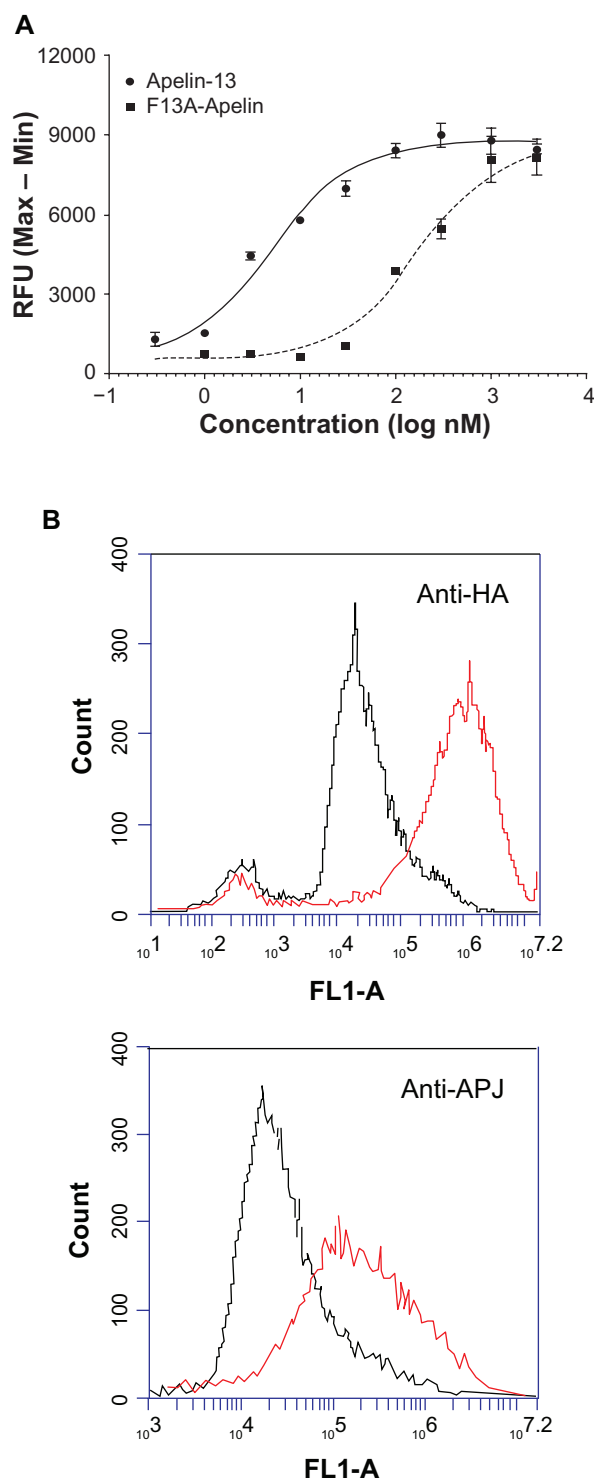 A
12000
Apelin-13
F13A-Apelin
9000
6000
3000
0
RFU (Max – Min)
−1 0 1 2 3 4
Concentration (log nM)
B
400
Anti-HA
300
200
100
0
Count
10 1 10 2 10 3 10 4 10 5 10 6 10 7.2
FL1-A
400
Anti-APJ
300
200
100
0
Count
10 3 10 4 10 5 10 6 10 7.2
FL1-A